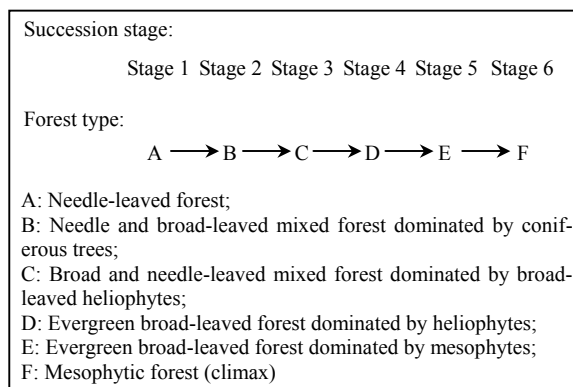 Succession stage:
Stage 1 Stage 2 Stage 3 Stage 4 Stage 5 Stage 6
Forest type:
A → B → C → D → E → F
A: Needle-leaved forest;
B: Needle and broad-leaved mixed forest dominated by conif-
erous trees;
C: Broad and needle-leaved mixed forest dominated by broad-
leaved heliophytes;
D: Evergreen broad-leaved forest dominated by heliophytes;
E: Evergreen broad-leaved forest dominated by mesophytes;
F: Mesophytic forest (climax)